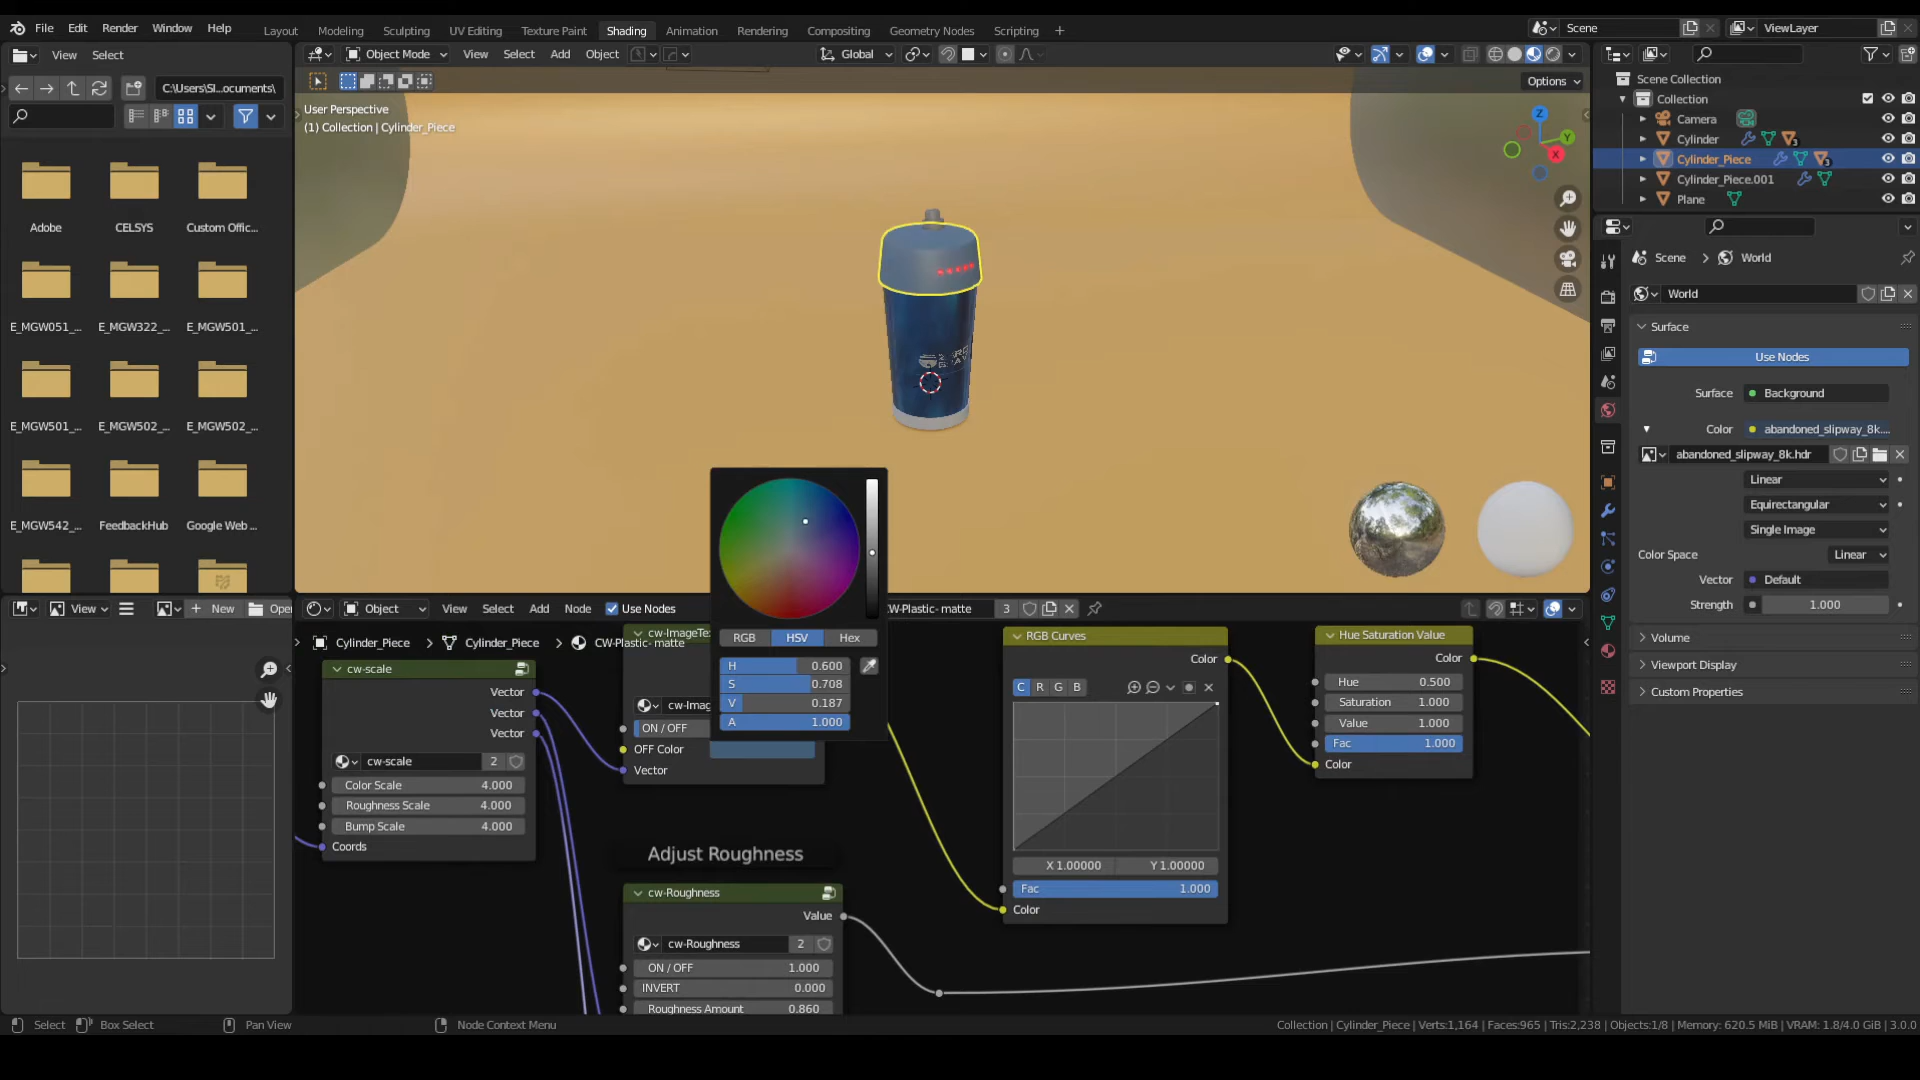 File Edit Render Window Help Layout Modeling Sculpting UV Editing Texture Paint Shading Animation Rendering Compositing Geometry Nodes Scripting Scene ViewLayer
View Select
C:\Users\Sl...ocuments\
Adobe CELSYS Custom Offic...
E_MGW051_... E_MGW322_... E_MGW501_...
E_MGW501_... E_MGW502_... E_MGW502_...
E_MGW542_... FeedbackHub Google Web ...
Object Mode View Select Add Object Global
Options
User Perspective
(1) Collection | Cylinder_Piece
Z
Y
X
Scene Collection
Collection
Camera
Cylinder
3
Cylinder_Piece
3
Cylinder_Piece.001
Plane
Scene World
World
Surface
Use Nodes
Surface Background
Color abandoned_slipway_8k....
abandoned_slipway_8k.hdr
Linear
Equirectangular
Single Image
Color Space Linear
Vector Default
Strength 1.000
Volume
Viewport Display
Custom Properties
View New Open
Object View Select Add Node Use Nodes CW-Plastic- matte 3
Cylinder_Piece Cylinder_Piece CW-Plastic- matte
cw-scale
Vector
Vector
Vector
cw-scale 2
Color Scale 4.000
Roughness Scale 4.000
Bump Scale 4.000
Coords
cw-ImageTe
cw-Imag
ON / OFF
OFF Color
Vector
RGB HSV Hex
H 0.600
S 0.708
V 0.187
A 1.000
Adjust Roughness
cw-Roughness
Value
cw-Roughness 2
ON / OFF 1.000
INVERT 0.000
Roughness Amount 0.860
RGB Curves
Color
C R G B
X 1.00000 Y 1.00000
Fac 1.000
Color
Hue Saturation Value
Color
Hue 0.500
Saturation 1.000
Value 1.000
Fac 1.000
Color
Select Box Select Pan View Node Context Menu
Collection | Cylinder_Piece | Verts:1,164 | Faces:965 | Tris:2,238 | Objects:1/8 | Memory: 620.5 MiB | VRAM: 1.8/4.0 GiB | 3.0.0